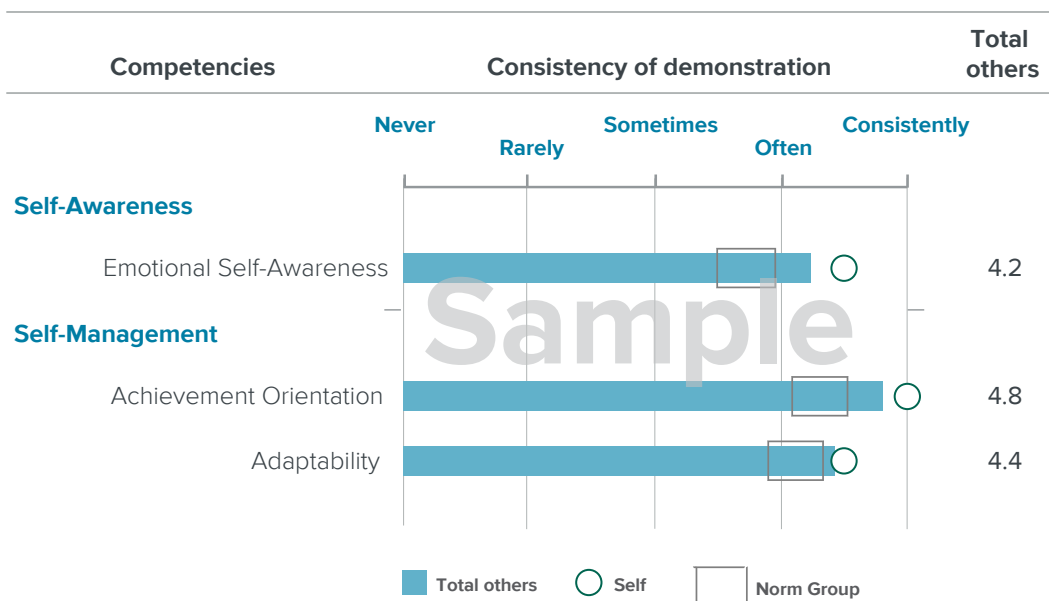 Competencies
Consistency of demonstration
Total
others
Never
Rarely
Sometimes
Often
Consistently
Self-Awareness
Emotional Self-Awareness
4.2
Sample
Self-Management
Achievement Orientation
4.8
Adaptability
4.4
Total others
Self
Norm Group